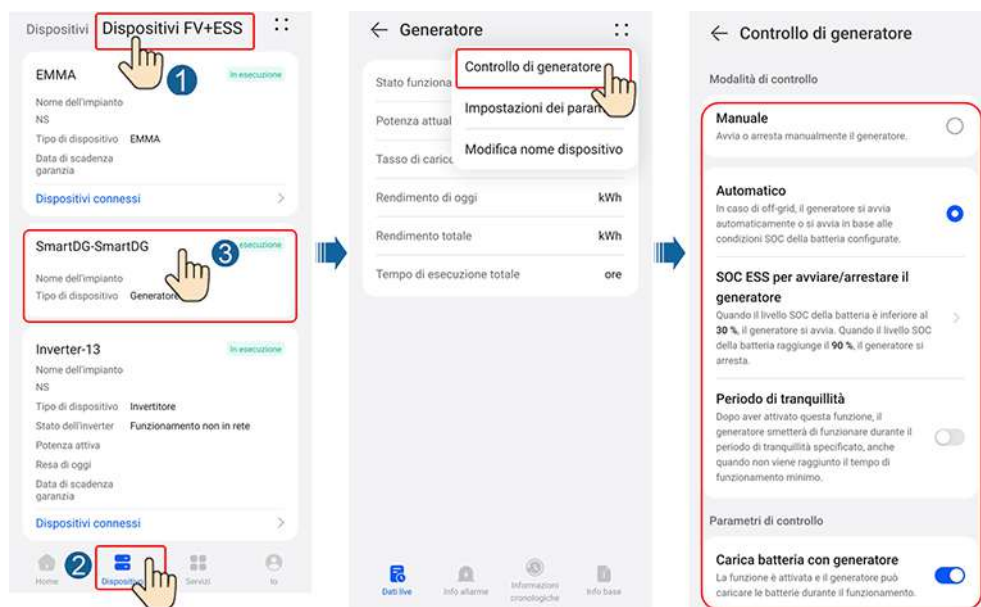 Dispositivi Dispositivi FV+ESS
1
EMMA In esecuzione
Nome dell'impianto
NS
Tipo di dispositivo EMMA
Data di scadenza
garanzia
Dispositivi connessi
SmartDG-SmartDG 3 esecuzione
Nome dell'impianto
Tipo di dispositivo Generatore
Inverter-13 In esecuzione
Nome dell'impianto
NS
Tipo di dispositivo Invertitore
Stato dell'inverter Funzionamento non in rete
Potenza attiva
Resa di oggi
Data di scadenza
garanzia
Dispositivi connessi
2
Home Dispositivi Servizi Io
Generatore
Controllo di generatore
Impostazioni dei param
Modifica nome dispositivo
Stato funziona
Potenza attual
Tasso di carico
Rendimento di oggi kWh
Rendimento totale kWh
Tempo di esecuzione totale ore
Dati live Info allarme Informazioni Info base
cronologiche
Controllo di generatore
Modalità di controllo
Manuale
Avvia o arresta manualmente il generatore.
Automatico
In caso di off-grid, il generatore si avvia
automaticamente o si avvia in base alle
condizioni SOC della batteria configurate.
SOC ESS per avviare/arrestare il
generatore
Quando il livello SOC della batteria è inferiore al
30 %, il generatore si avvia. Quando il livello SOC
della batteria raggiunge il 90 %, il generatore si
arresta.
Periodo di tranquillità
Dopo aver attivato questa funzione, il
generatore smetterà di funzionare durante il
periodo di tranquillità specificato, anche
quando non viene raggiunto il tempo di
funzionamento minimo.
Parametri di controllo
Carica batteria con generatore
La funzione è attivata e il generatore può
caricare le batterie durante il funzionamento.